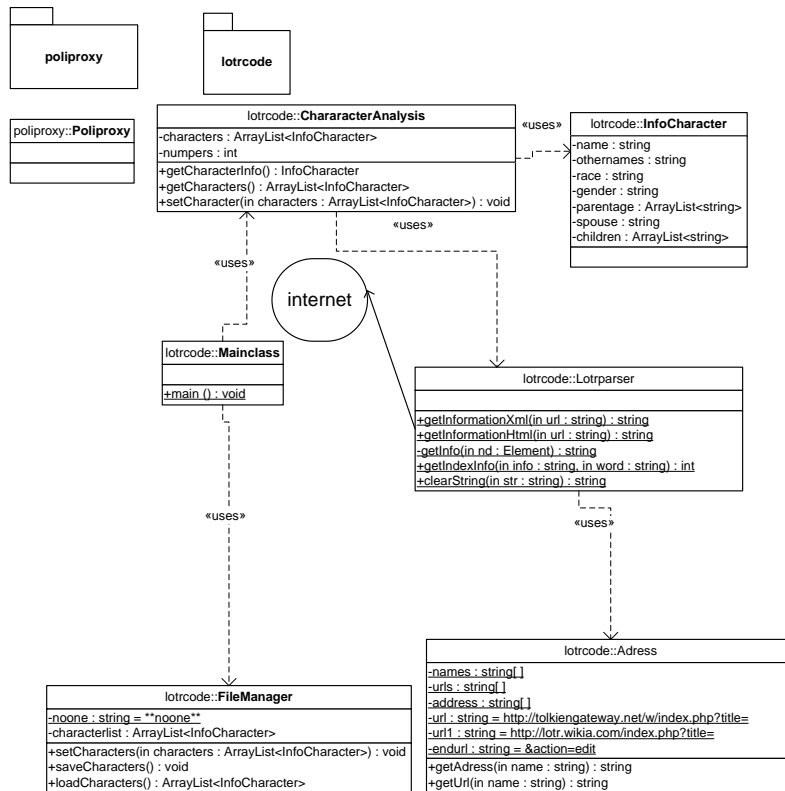 poliproxy
lotrcode
poliproxy::Poliproxy
lotrcode::ChararacterAnalysis
-characters : ArrayList<InfoCharacter>
-numpers : int
+getCharacterInfo() : InfoCharacter
+getCharacters() : ArrayList<InfoCharacter>
+setCharacter(in characters : ArrayList<InfoCharacter>) : void
«uses»
lotrcode::InfoCharacter
-name : string
-othernames : string
-race : string
-gender : string
-parentage : ArrayList<string>
-spouse : string
-children : ArrayList<string>
«uses»
«uses»
internet
lotrcode::Mainclass
+main () : void
lotrcode::Lotrparser
+getInformationXml(in url : string) : string
+getInformationHtml(in url : string) : string
-getInfo(in nd : Element) : string
+getIndexInfo(in info : string, in word : string) : int
+clearString(in str : string) : string
«uses»
«uses»
lotrcode::FileManager
-noone : string = **noone**
-characterlist : ArrayList<InfoCharacter>
+setCharacters(in characters : ArrayList<InfoCharacter>) : void
+saveCharacters() : void
+loadCharacters() : ArrayList<InfoCharacter>
lotrcode::Adress
-names : string[ ]
-urls : string[ ]
-address : string[ ]
-url : string = http://tolkiengateway.net/w/index.php?title=
-url1 : string = http://lotr.wikia.com/index.php?title=
-endurl : string = &action=edit
+getAdress(in name : string) : string
+getUrl(in name : string) : string